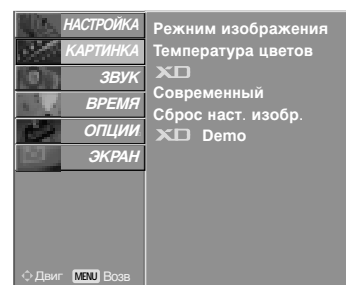 НАСТРОЙКА
КАРТИНКА
ЗВУК
ВРЕМЯ
ОПЦИИ
ЭКРАН
Режним изображения
Температура цветов
XD
Современный
Сброс наст. изобр.
XD Demo
Двиг MENU Возв